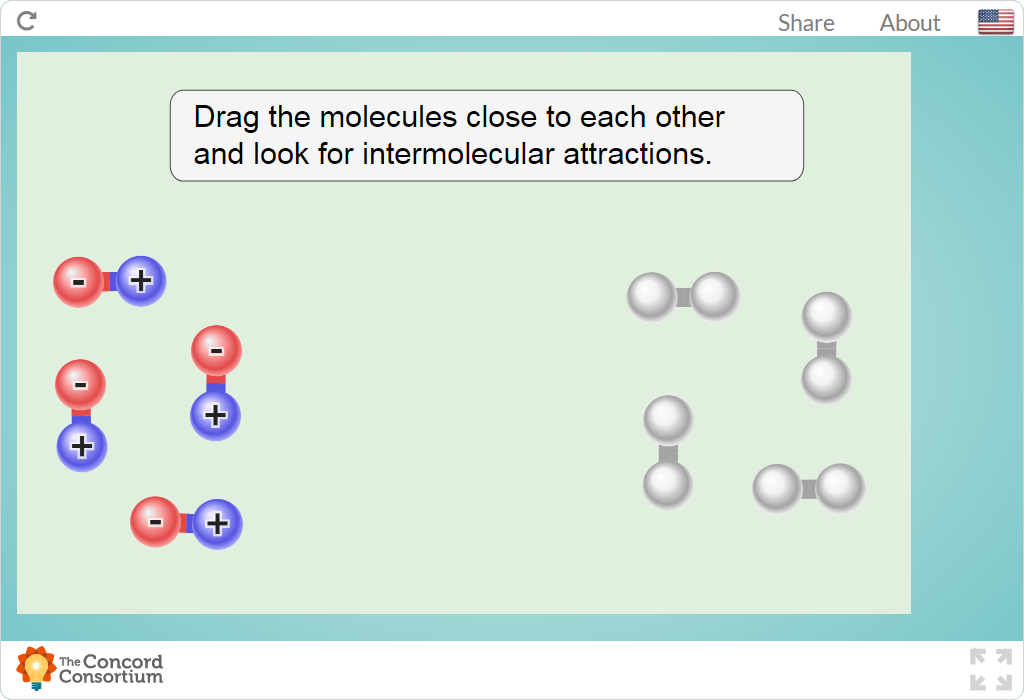 Share About
Drag the molecules close to each other
and look for intermolecular attractions.
- +
-
- 
+ +
- +
The Concord
Consortium